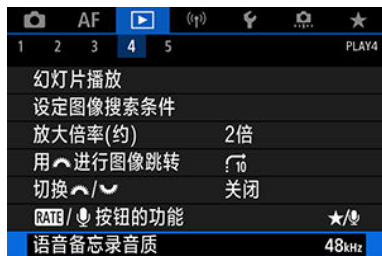 AF
1 2 3 4 5 PLAY4
幻灯片播放
设定图像搜索条件
放大倍率(约) 2倍
用进行图像跳转 10
切换/ 关闭
RATE/按钮的功能 ★/
语音备忘录音质 48kHz